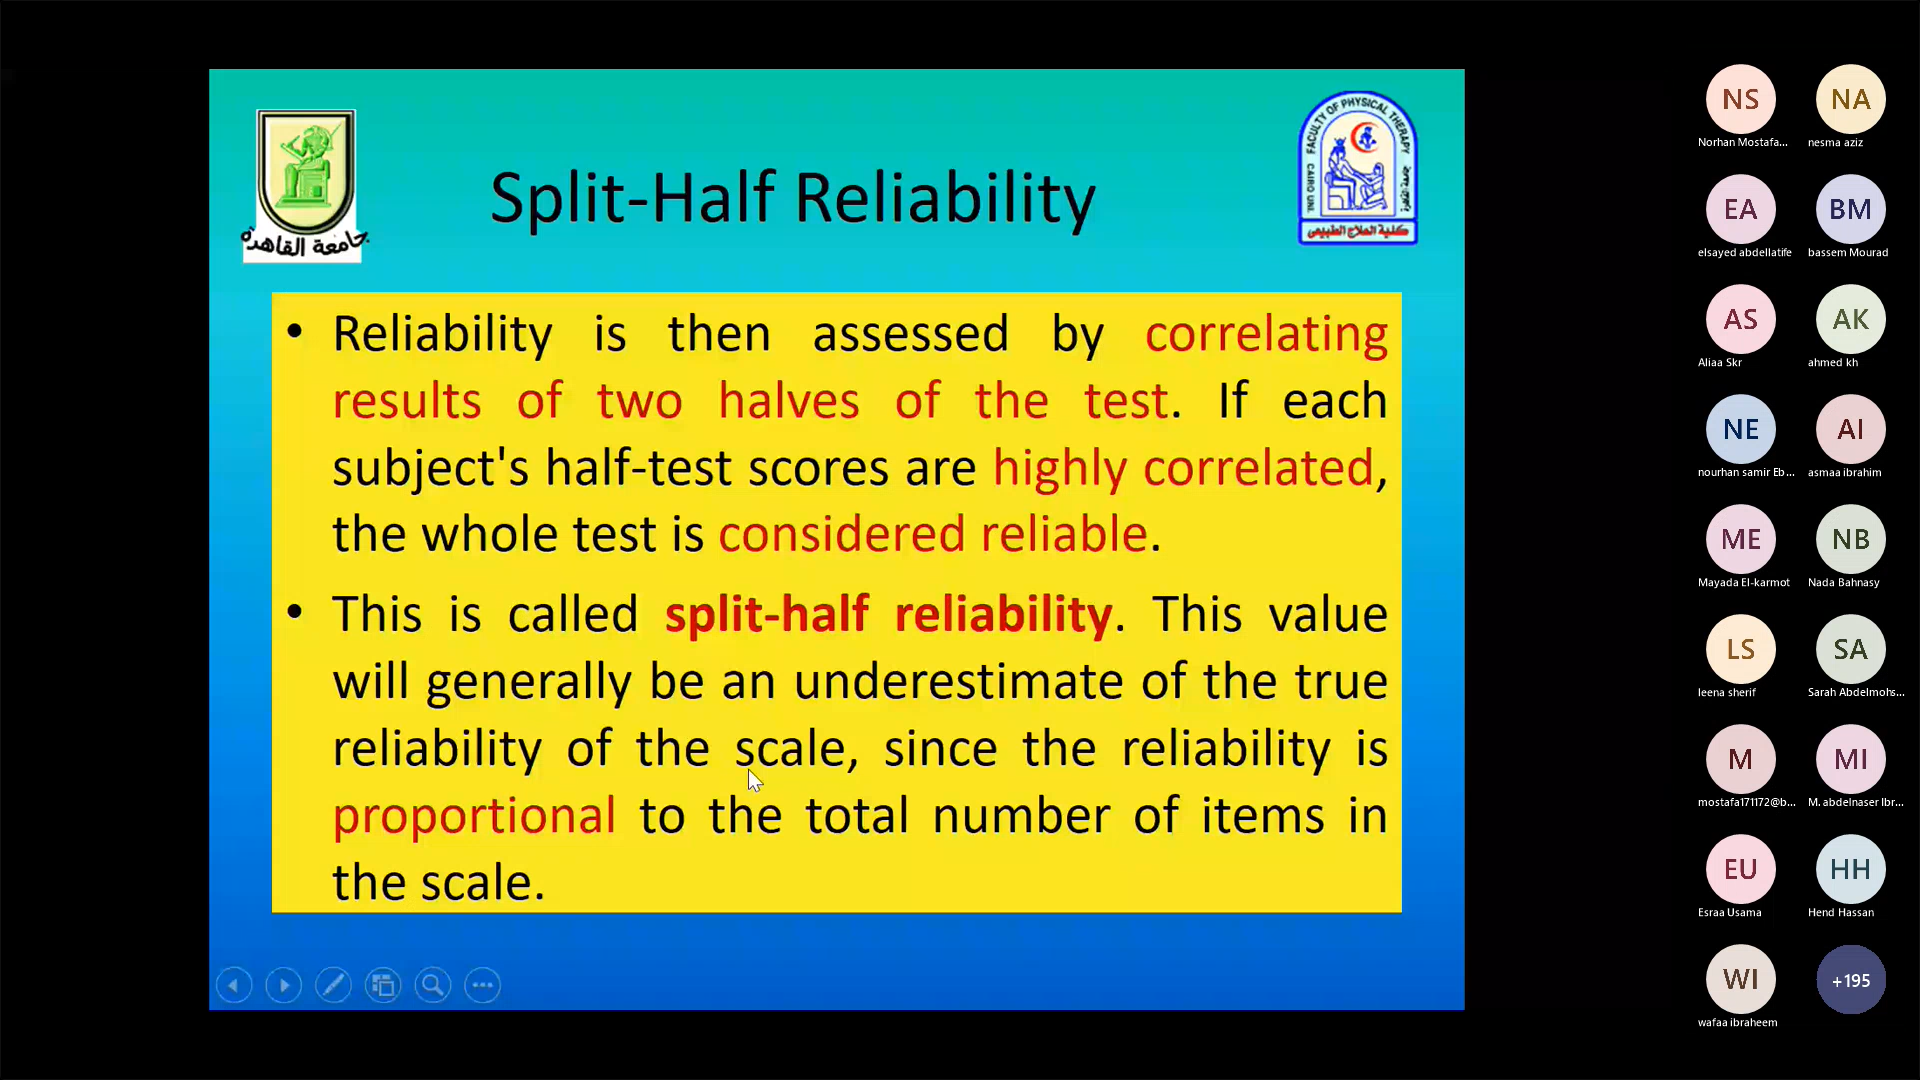 جامعة القاهرة
FACULTY OF PHYSICAL THERAPY
CAIRO UNI.
كلية العلاج الطبيعى
Split-Half Reliability
• Reliability is then assessed by correlating
results of two halves of the test. If each
subject's half-test scores are highly correlated,
the whole test is considered reliable.
• This is called split-half reliability. This value
will generally be an underestimate of the true
reliability of the scale, since the reliability is
proportional to the total number of items in
the scale.
NS NA
Norhan Mostafa... nesma aziz
EA BM
elsayed abdellatife bassem Mourad
AS AK
Aliaa Skr ahmed kh
NE AI
nourhan samir Eb... asmaa ibrahim
ME NB
Mayada El-karmot Nada Bahnasy
LS SA
leena sherif Sarah Abdelmohs...
M MI
mostafa171172@b... M. abdelnaser Ibr...
EU HH
Esraa Usama Hend Hassan
WI +195
wafaa ibraheem